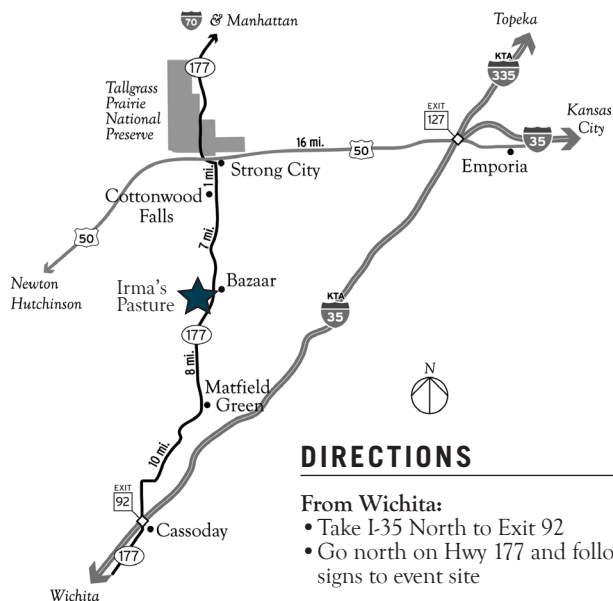 70 & Manhattan
Topeka
177
KTA
335
Tallgrass
Prairie
National
Preserve
EXIT
127
Kansas
City
16 mi.
50
35
Strong City
Emporia
1 mi.
Cottonwood
Falls
50
7 mi.
Newton
Hutchinson
Irma's
Pasture
Bazaar
KTA
35
177
8 mi.
N
Matfield
Green
10 mi.
DIRECTIONS
EXIT
92
From Wichita:
• Take I-35 North to Exit 92
Cassoday
• Go north on Hwy 177 and follo
signs to event site
177
Wichita